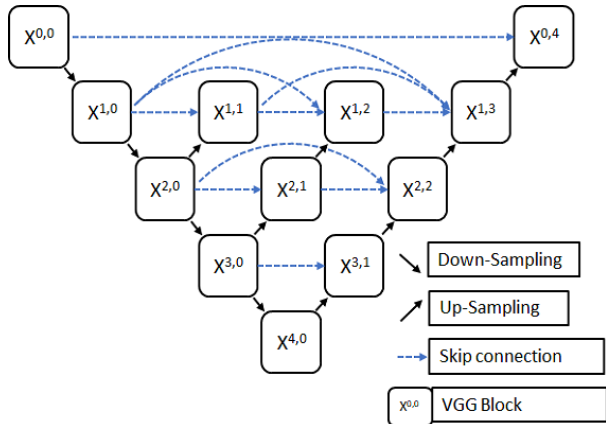 X0,0
X0,4
X1,0
X1,1
X1,2
X1,3
X2,0
X2,1
X2,2
X3,0
X3,1
X4,0
Down-Sampling
Up-Sampling
Skip connection
X0,0 VGG Block